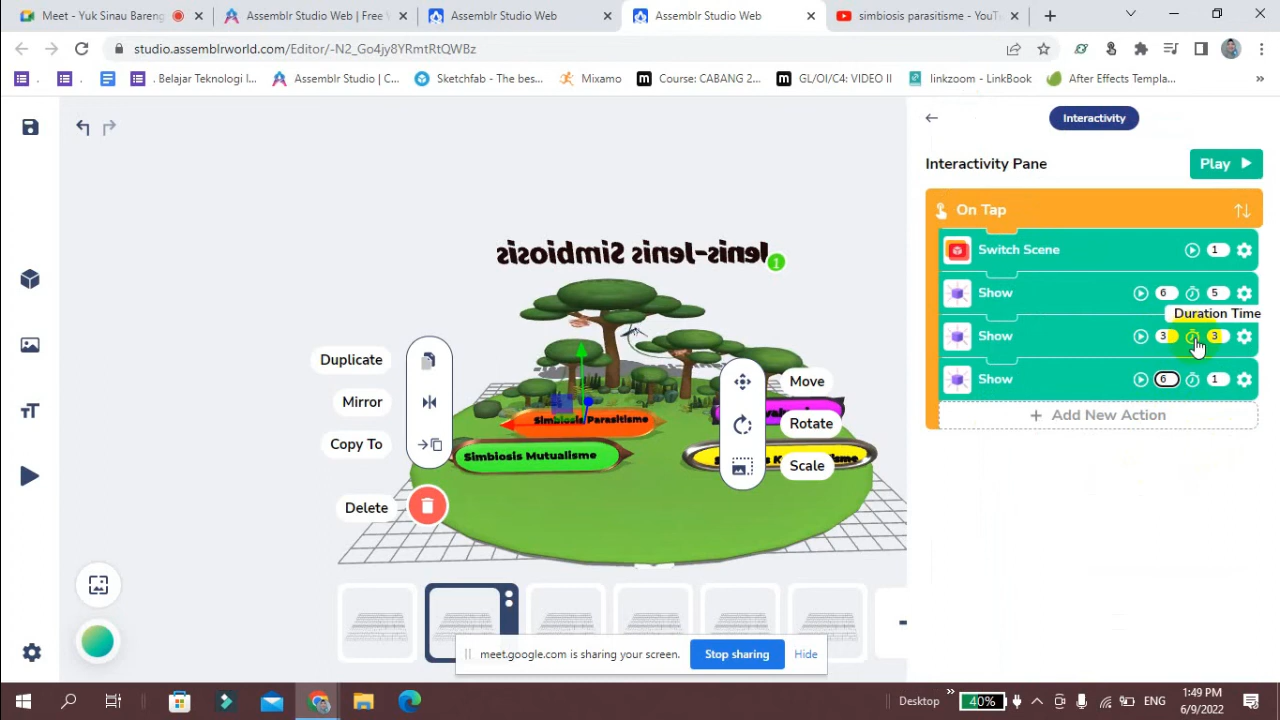 Meet - Yuk Sinau Bareng
Assemblr Studio Web | Free
Assemblr Studio Web
Assemblr Studio Web
simbiosis parasitisme - YouT
studio.assemblrworld.com/Editor/-N2_Go4jy8YRmtRtQWBz
. Belajar Teknologi I...
Assemblr Studio | C...
Sketchfab - The bes...
Mixamo
Course: CABANG 2...
GL/OI/C4: VIDEO II
linkzoom - LinkBook
After Effects Templa...
»
Interactivity
Interactivity Pane
Play
On Tap
Switch Scene 1
Show 6 5
Duration Time
Show 3 3
Show 6 1
+ Add New Action
Jenis-Jenis Simbiosis
1
Duplicate
Mirror
Copy To
Delete
Move
Rotate
Scale
Simbiosis Parasitisme
Simbiosis Mutualisme
meet.google.com is sharing your screen.
Stop sharing
Hide
Desktop
»
40%
ENG
1:49 PM
6/9/2022